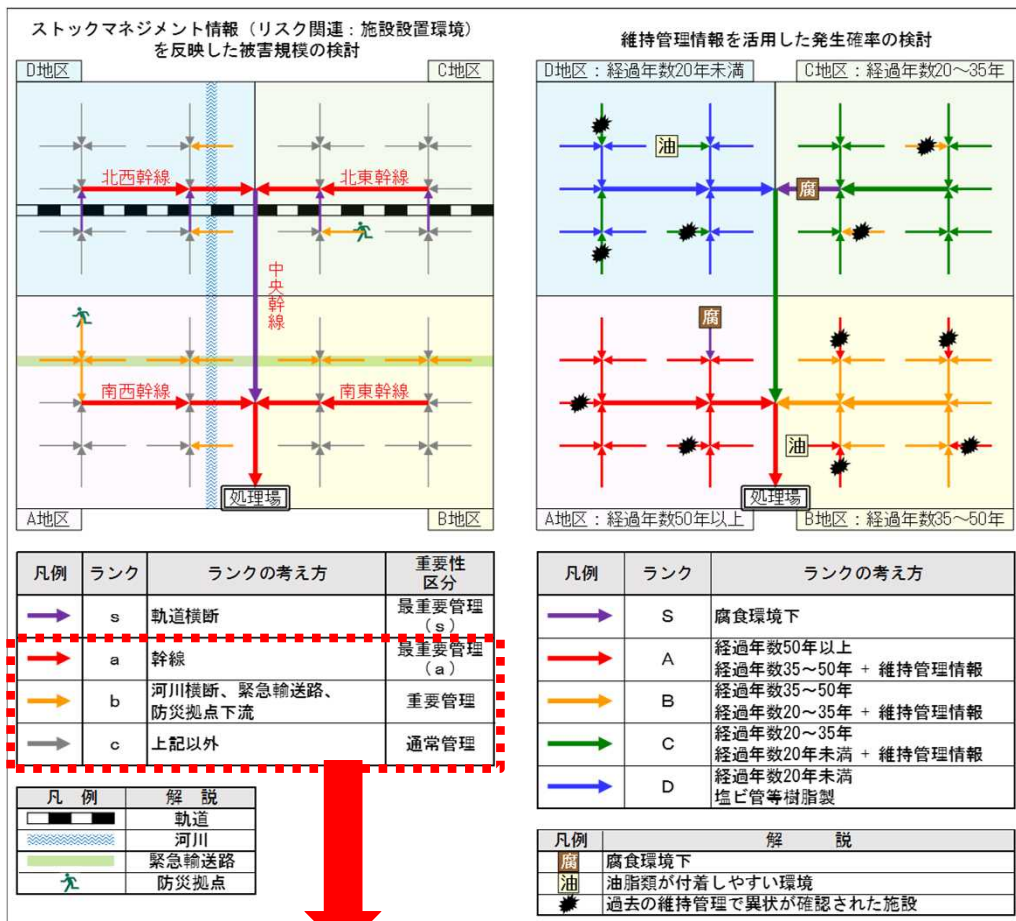 ストックマネジメント情報（リスク関連：施設設置環境）
を反映した被害規模の検討
D地区
C地区
北西幹線
北東幹線
中央幹線
南西幹線
南東幹線
処理場
A地区
B地区
凡例 ランク ランクの考え方 重要性区分
s 軌道横断 最重要管理（s）
a 幹線 最重要管理（a）
b 河川横断、緊急輸送路、防災拠点下流 重要管理
c 上記以外 通常管理
凡例 解説
軌道
河川
緊急輸送路
防災拠点
維持管理情報を活用した発生確率の検討
D地区：経過年数20年未満
C地区：経過年数20～35年
油
腐
腐
油
処理場
A地区：経過年数50年以上
B地区：経過年数35～50年
凡例 ランク ランクの考え方
S 腐食環境下
A 経過年数50年以上
経過年数35～50年 + 維持管理情報
B 経過年数35～50年
経過年数20～35年 + 維持管理情報
C 経過年数20～35年
経過年数20年未満 + 維持管理情報
D 経過年数20年未満
塩ビ管等樹脂製
凡例 解説
腐 腐食環境下
油 油脂類が付着しやすい環境
過去の維持管理で異状が確認された施設